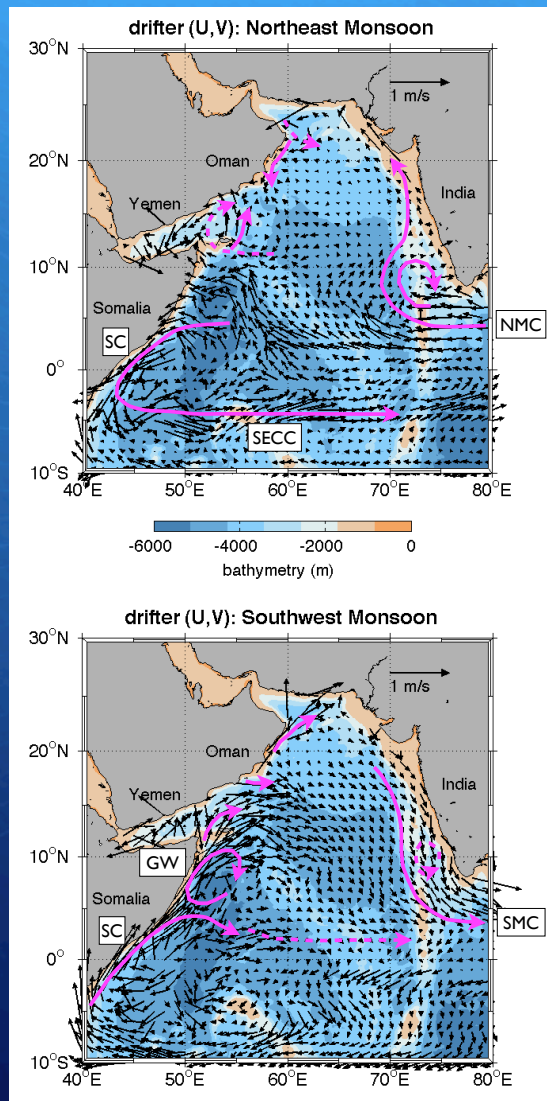 drifter (U,V): Northeast Monsoon
30°N
1 m/s
Oman
20°N
India
Yemen
10°N
Somalia
NMC
SC
0°
SECC
10°S
40°E 50°E 60°E 70°E 80°E
-6000 -4000 -2000 0
bathymetry (m)
drifter (U,V): Southwest Monsoon
30°N
1 m/s
Oman
20°N
India
Yemen
GW
10°N
Somalia
SC
SMC
0°
10°S
40°E 50°E 60°E 70°E 80°E